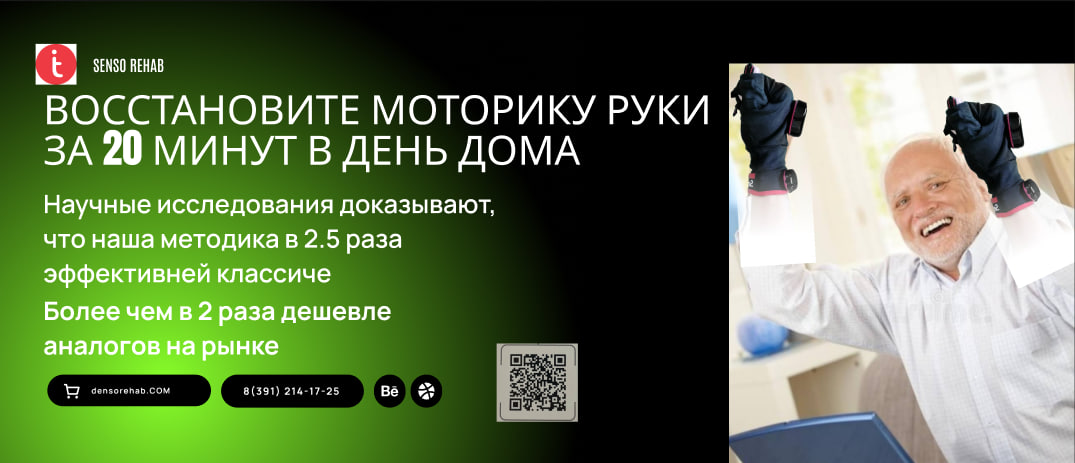 SENSO REHAB
ВОССТАНОВИТЕ МОТОРИКУ РУКИ
ЗА 20 МИНУТ В ДЕНЬ ДОМА
Научные исследования доказывают,
что наша методика в 2.5 раза
эффективней классиче
Более чем в 2 раза дешевле
аналогов на рынке
densorehab.COM
8(391) 214-17-25
Bē